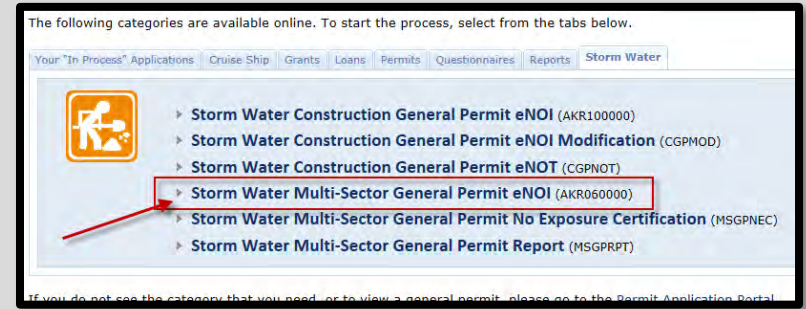 The following categories are available online. To start the process, select from the tabs below.
Your "In Process" Applications Cruise Ship Grants Loans Permits Questionnaires Reports Storm Water
Storm Water Construction General Permit eNOI (AKR100000)
Storm Water Construction General Permit eNOI Modification (CGPMOD)
Storm Water Construction General Permit eNOT (CGPNOT)
Storm Water Multi-Sector General Permit eNOI (AKR060000)
Storm Water Multi-Sector General Permit No Exposure Certification (MSGPNEC)
Storm Water Multi-Sector General Permit Report (MSGPRPT)
If you do not see the category that you need, or to view a general permit, please go to the Permit Application Portal